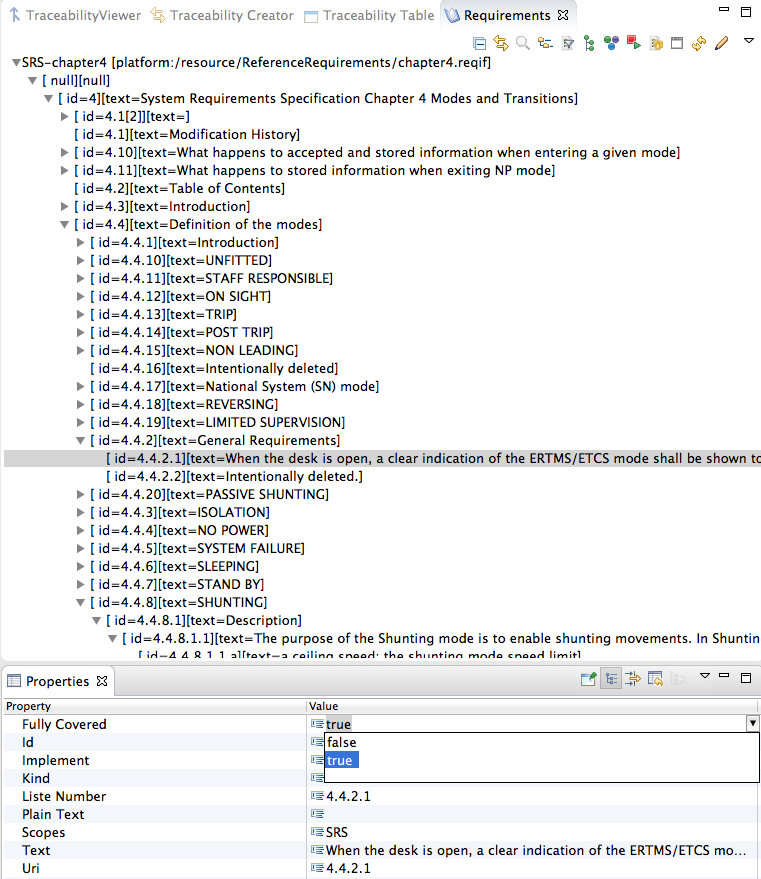 TraceabilityViewer Traceability Creator Traceability Table Requirements
SRS-chapter4 [platform:/resource/ReferenceRequirements/chapter4.reqif]
[ null][null]
[ id=4][text=System Requirements Specification Chapter 4 Modes and Transitions]
[ id=4.1[2]][text=]
[ id=4.1][text=Modification History]
[ id=4.10][text=What happens to accepted and stored information when entering a given mode]
[ id=4.11][text=What happens to stored information when exiting NP mode]
[ id=4.2][text=Table of Contents]
[ id=4.3][text=Introduction]
[ id=4.4][text=Definition of the modes]
[ id=4.4.1][text=Introduction]
[ id=4.4.10][text=UNFITTED]
[ id=4.4.11][text=STAFF RESPONSIBLE]
[ id=4.4.12][text=ON SIGHT]
[ id=4.4.13][text=TRIP]
[ id=4.4.14][text=POST TRIP]
[ id=4.4.15][text=NON LEADING]
[ id=4.4.16][text=Intentionally deleted]
[ id=4.4.17][text=National System (SN) mode]
[ id=4.4.18][text=REVERSING]
[ id=4.4.19][text=LIMITED SUPERVISION]
[ id=4.4.2][text=General Requirements]
[ id=4.4.2.1][text=When the desk is open, a clear indication of the ERTMS/ETCS mode shall be shown to
[ id=4.4.2.2][text=Intentionally deleted.]
[ id=4.4.20][text=PASSIVE SHUNTING]
[ id=4.4.3][text=ISOLATION]
[ id=4.4.4][text=NO POWER]
[ id=4.4.5][text=SYSTEM FAILURE]
[ id=4.4.6][text=SLEEPING]
[ id=4.4.7][text=STAND BY]
[ id=4.4.8][text=SHUNTING]
[ id=4.4.8.1][text=Description]
[ id=4.4.8.1.1][text=The purpose of the Shunting mode is to enable shunting movements. In Shuntin
[ id=4.4.8.1.1.a][text=a ceiling speed: the shunting mode speed limit]
Properties
Property Value
Fully Covered true
Id false
Implement true
Kind
Liste Number 4.4.2.1
Plain Text
Scopes SRS
Text When the desk is open, a clear indication of the ERTMS/ETCS mo...
Uri 4.4.2.1